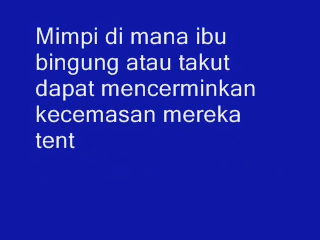 Mimpi di mana ibu
bingung atau takut
dapat mencerminkan
kecemasan mereka
tent